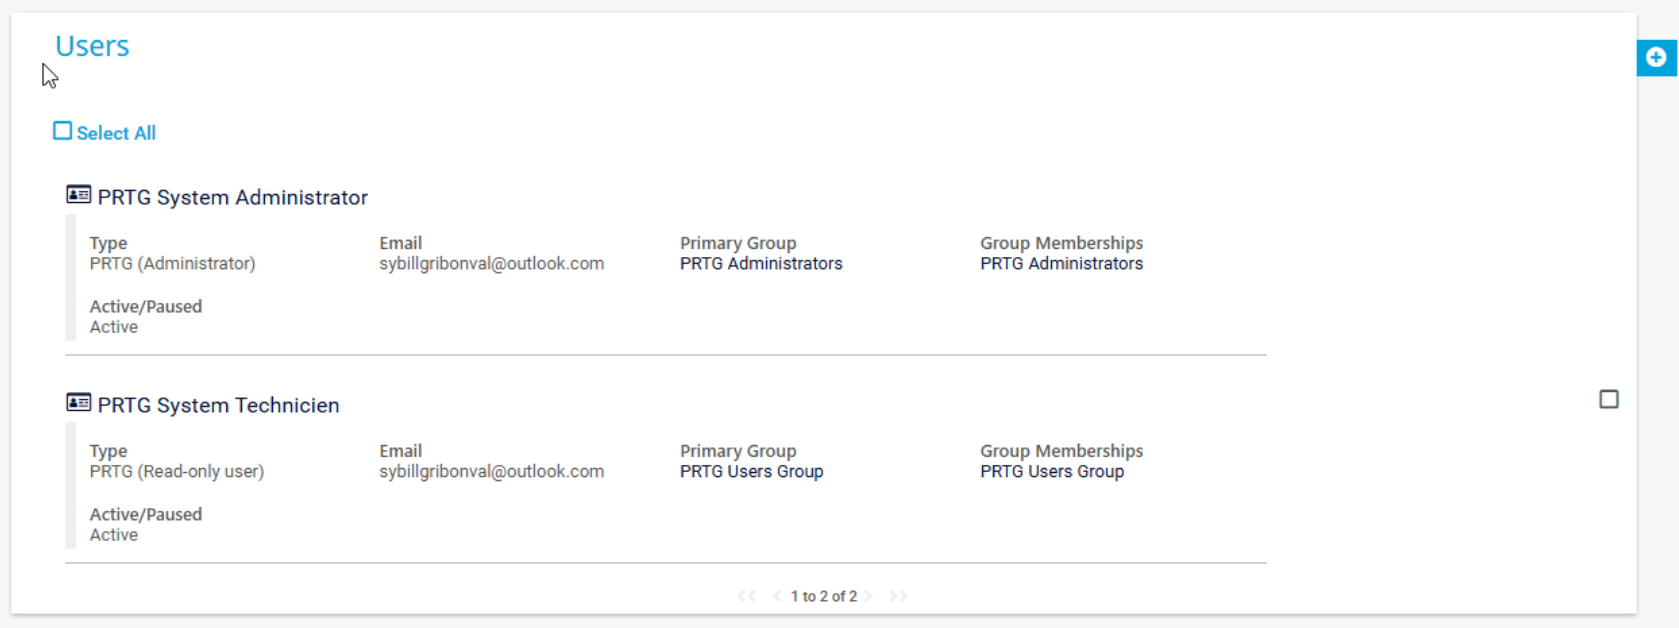 Users
Select All
PRTG System Administrator
Type Email Primary Group Group Memberships
PRTG (Administrator) sybillgribonval@outlook.com PRTG Administrators PRTG Administrators
Active/Paused
Active
PRTG System Technicien
Type Email Primary Group Group Memberships
PRTG (Read-only user) sybillgribonval@outlook.com PRTG Users Group PRTG Users Group
Active/Paused
Active
<< < 1 to 2 of 2 > >>